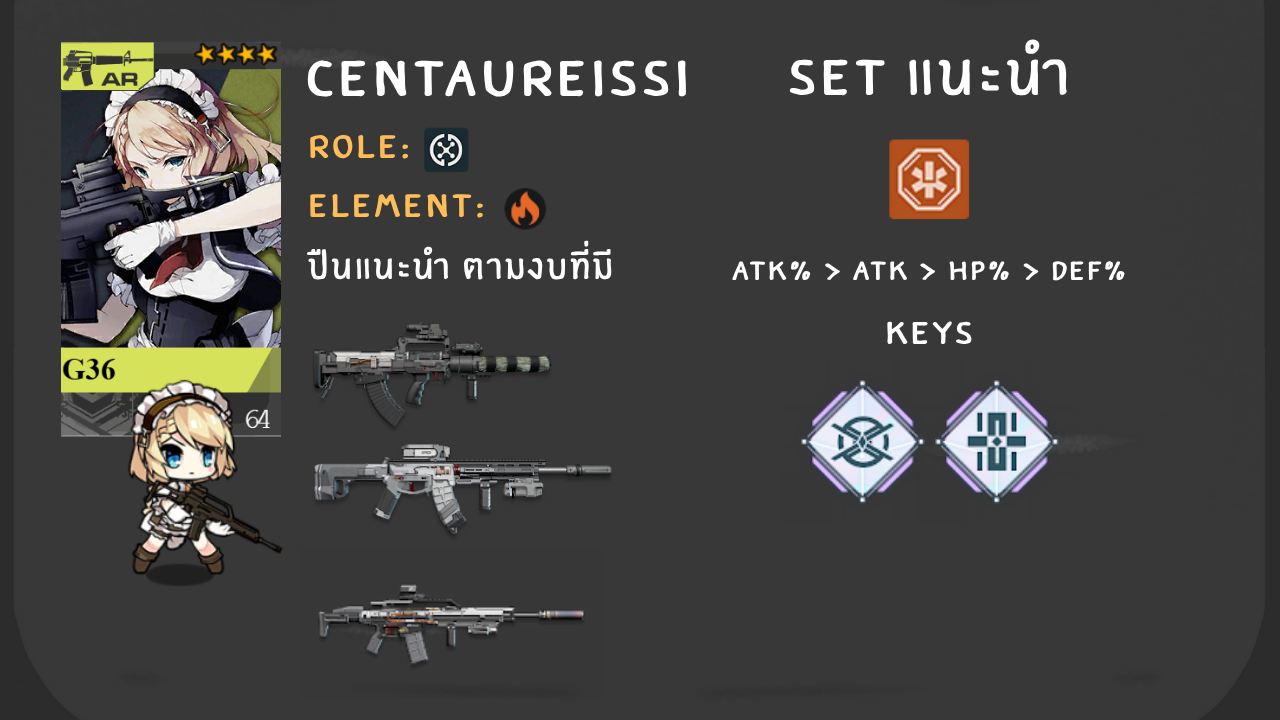 AR
G36
64
CENTAUREISSI
ROLE:
ELEMENT:
ปืนแนะนำ ตามงบที่มี
SET แนะนำ
ATK% > ATK > HP% > DEF%
KEYS